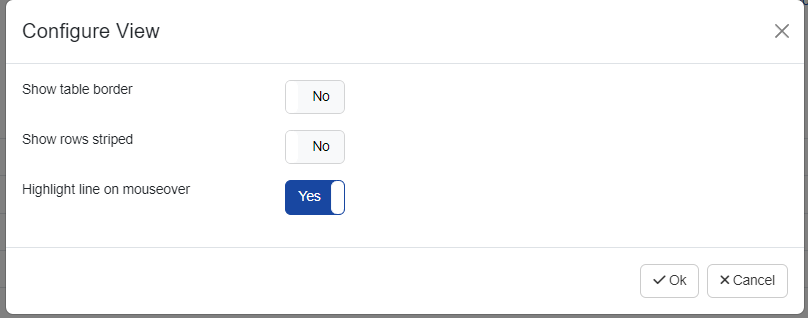 Configure View
Show table border No
Show rows striped No
Highlight line on mouseover Yes
Ok Cancel